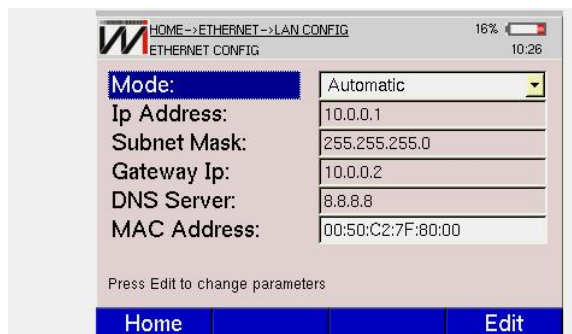 HOME->ETHERNET->LAN CONFIG
16%
ETHERNET CONFIG
10:26
Mode: Automatic
Ip Address: 10.0.0.1
Subnet Mask: 255.255.255.0
Gateway Ip: 10.0.0.2
DNS Server: 8.8.8.8
MAC Address: 00:50:C2:7F:80:00
Press Edit to change parameters
Home Edit